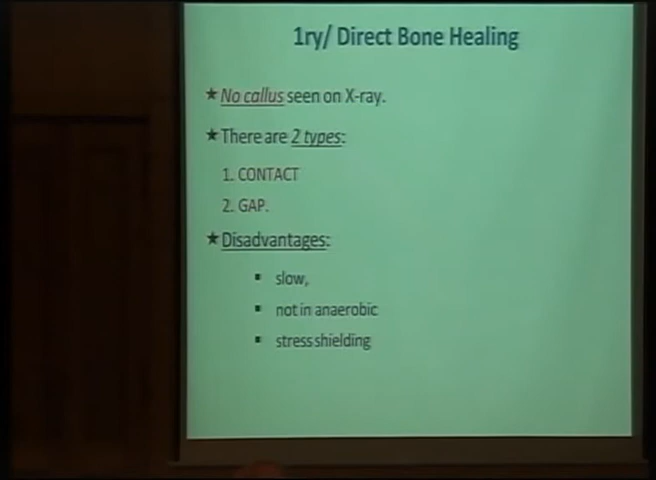 1ry/ Direct Bone Healing
★ No callus seen on X-ray.
★ There are 2 types:
1. CONTACT
2. GAP.
★ Disadvantages:
▪ slow,
▪ not in anaerobic
▪ stress shielding